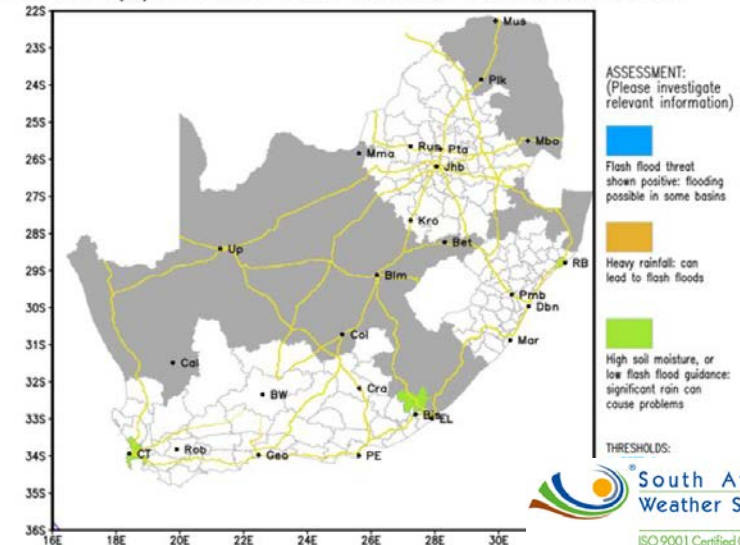 22S
23S
24S
25S
26S
27S
28S
29S
30S
31S
32S
33S
34S
35S
36S
16E
18E
20E
22E
24E
26E
28E
30E
Mus
Plk
Mbo
Mma
Rus
Pta
Jhb
Kro
Up
Bet
Blm
RB
Pmb
Dbn
Mar
Col
Cal
BW
Cra
EL
CT
Rob
Geo
PE
ASSESSMENT:
(Please investigate
relevant information)
Flash flood threat
shown positive: flooding
possible in some basins
Heavy rainfall: can
lead to flash floods
High soil moisture, or
low flash flood guidance:
significant rain can
cause problems
THRESHOLDS:
South
Weather
ISO 9001 Certified